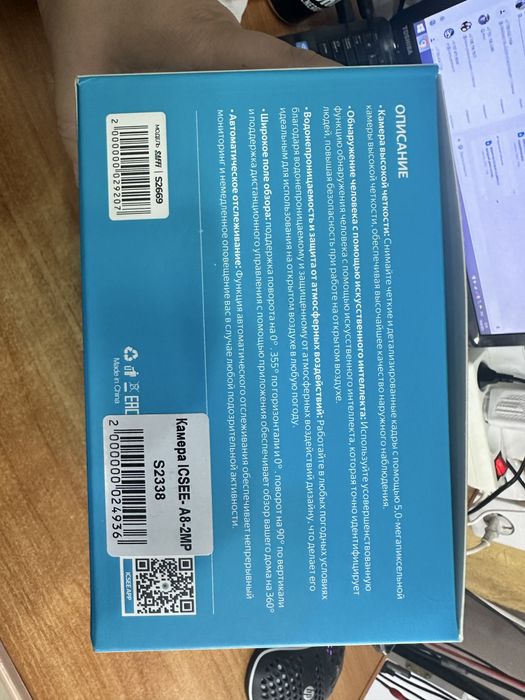 ОПИСАНИЕ
• Камера высокой четкости: Снимайте четкие и детализированные кадры с помощью 5,0-мегапиксельной
камеры высокой четкости, обеспечивая высочайшее качество наружного наблюдения.
• Обнаружение человека с помощью искусственного интеллекта: Используйте усовершенствованную
функцию обнаружения человека с помощью искусственного интеллекта, которая точно идентифицирует
людей, повышая безопасность при работе на открытом воздухе.
• Водонепроницаемость и защита от атмосферных воздействий: Работайте в любых погодных условиях
благодаря водонепроницаемому и защищенному от атмосферных воздействий дизайну, что делает его
идеальным для использования на открытом воздухе в любую погоду.
• Широкое поле обзора: поддержка поворота на 0°, 355° по горизонтали и 0°, поворот на 90° по вертикали
и поддержка дистанционного управления с помощью приложения обеспечивает обзор вашего дома на 360°
• Автоматическое отслеживание: Функция автоматического отслеживания обеспечивает непрерывный
мониторинг и немедленное оповещение вас в случае любой подозрительной активности.
МОДЕЛЬ: S2669
2 000000 029207
EAC
Made in China
Камера ICSEE- A8-2MP
S2338
2 000000 024936
ICSEE APP
TOSHIBA